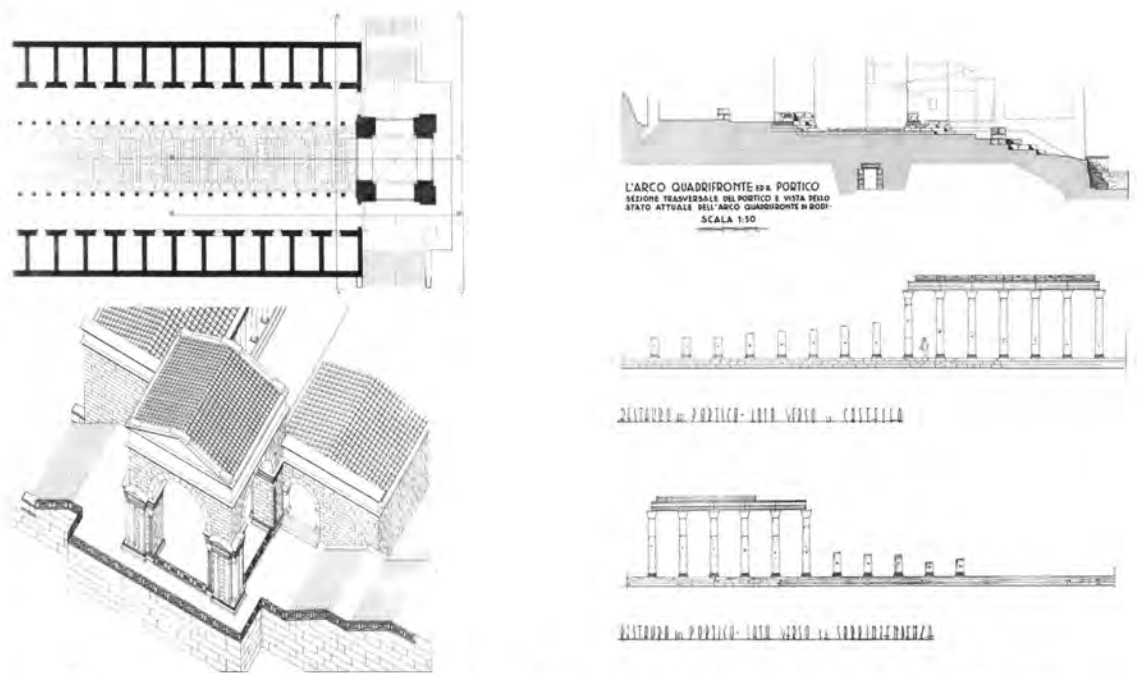 L'ARCO QUADRIFRONTE ED IL PORTICO
SEZIONE TRASVERSALE DEL PORTICO E VISTA DELLO
STATO ATTUALE DELL'ARCO QUADRIFRONTE IN RODI-
SCALA 1:50
RESTAURO DEL PORTICO- LATO VERSO IL CASTELLO
RESTAURO DEL PORTICO- LATO VERSO LA SOPRINTENDENZA